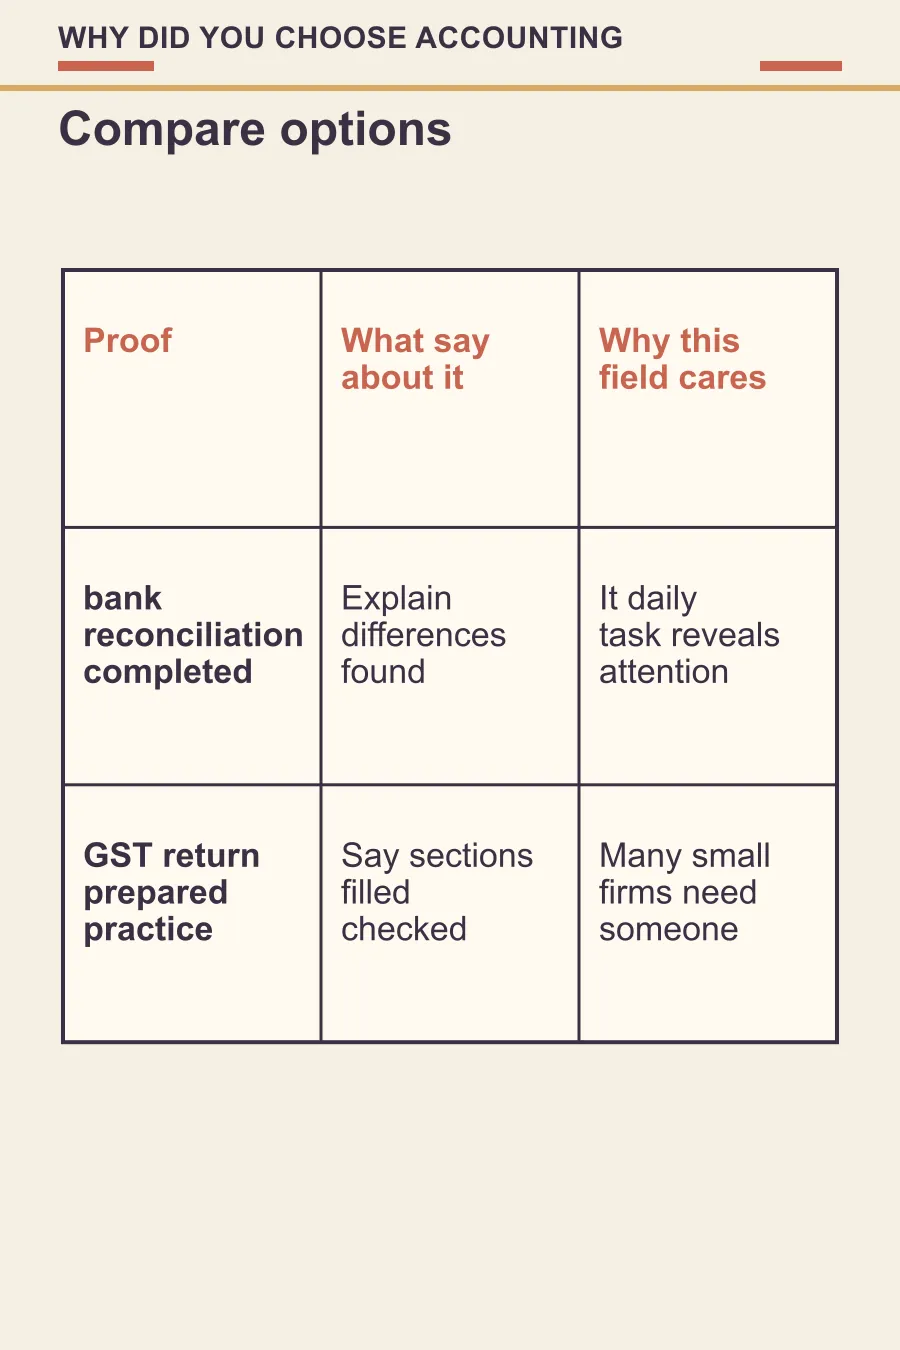 WHY DID YOU CHOOSE ACCOUNTING
Compare options
Proof
What say
about it
Why this
field cares
bank
reconciliation
completed
Explain
differences
found
It daily
task reveals
attention
GST return
prepared
practice
Say sections
filled
checked
Many small
firms need
someone